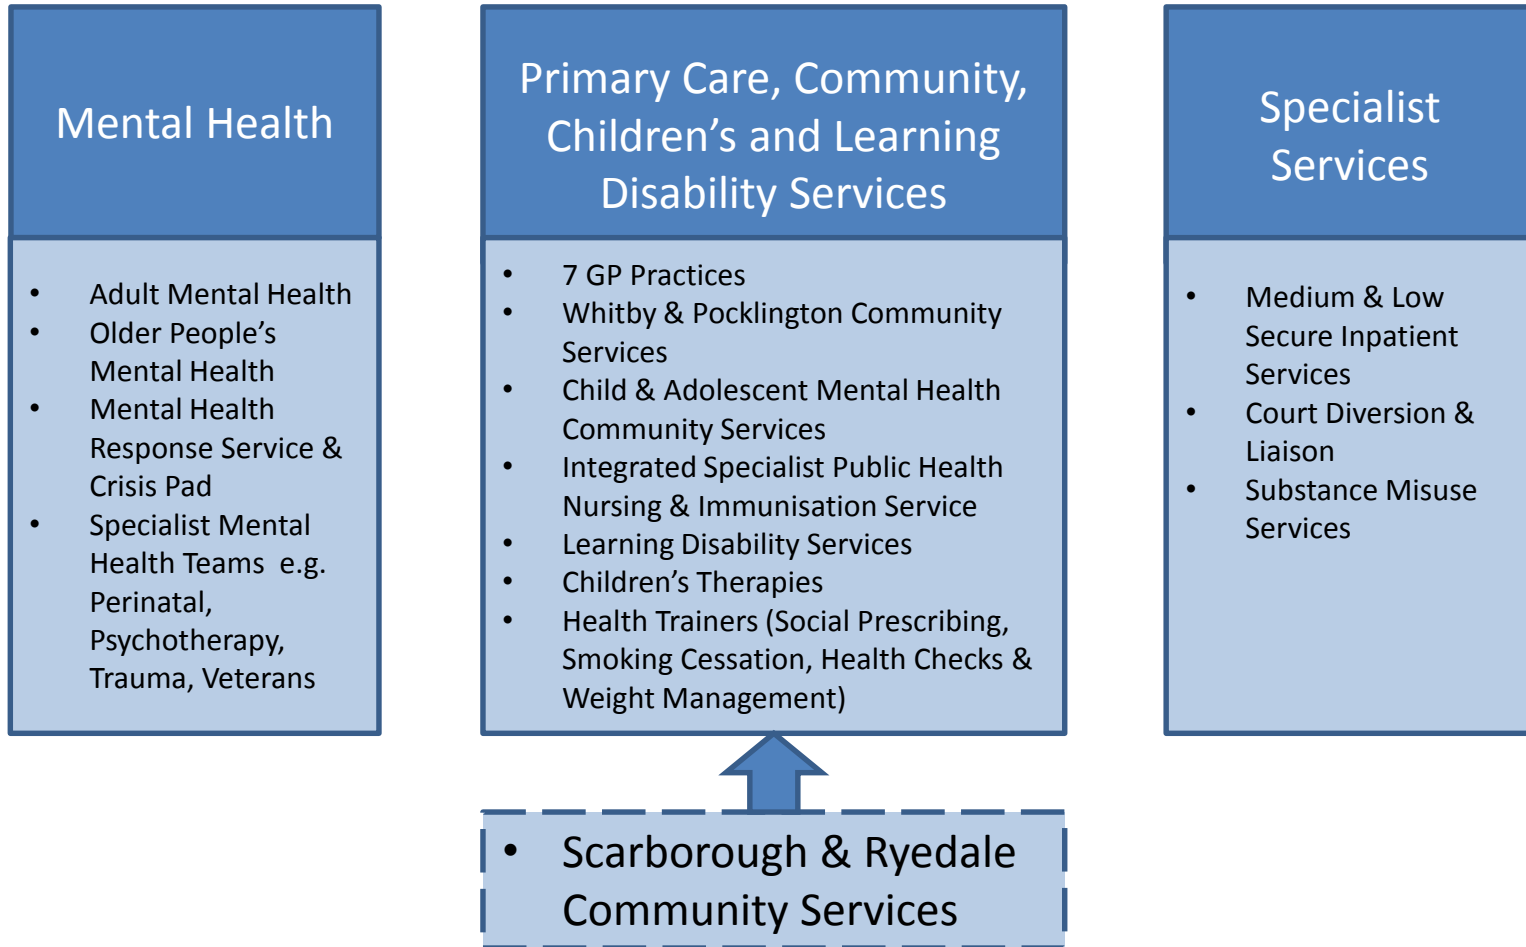 Mental Health
• Adult Mental Health
• Older People’s
Mental Health
• Mental Health
Response Service &
Crisis Pad
• Specialist Mental
Health Teams e.g.
Perinatal,
Psychotherapy,
Trauma, Veterans
Primary Care, Community,
Children’s and Learning
Disability Services
• 7 GP Practices
• Whitby & Pocklington Community
Services
• Child & Adolescent Mental Health
Community Services
• Integrated Specialist Public Health
Nursing & Immunisation Service
• Learning Disability Services
• Children’s Therapies
• Health Trainers (Social Prescribing,
Smoking Cessation, Health Checks &
Weight Management)
• Scarborough & Ryedale
Community Services
Specialist
Services
• Medium & Low
Secure Inpatient
Services
• Court Diversion &
Liaison
• Substance Misuse
Services